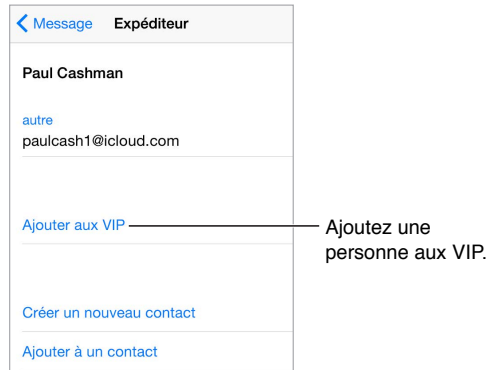 Message Expéditeur
Paul Cashman
autre
paulcash1@icloud.com
Ajouter aux VIP
Ajoutez une
personne aux VIP.
Créer un nouveau contact
Ajouter à un contact